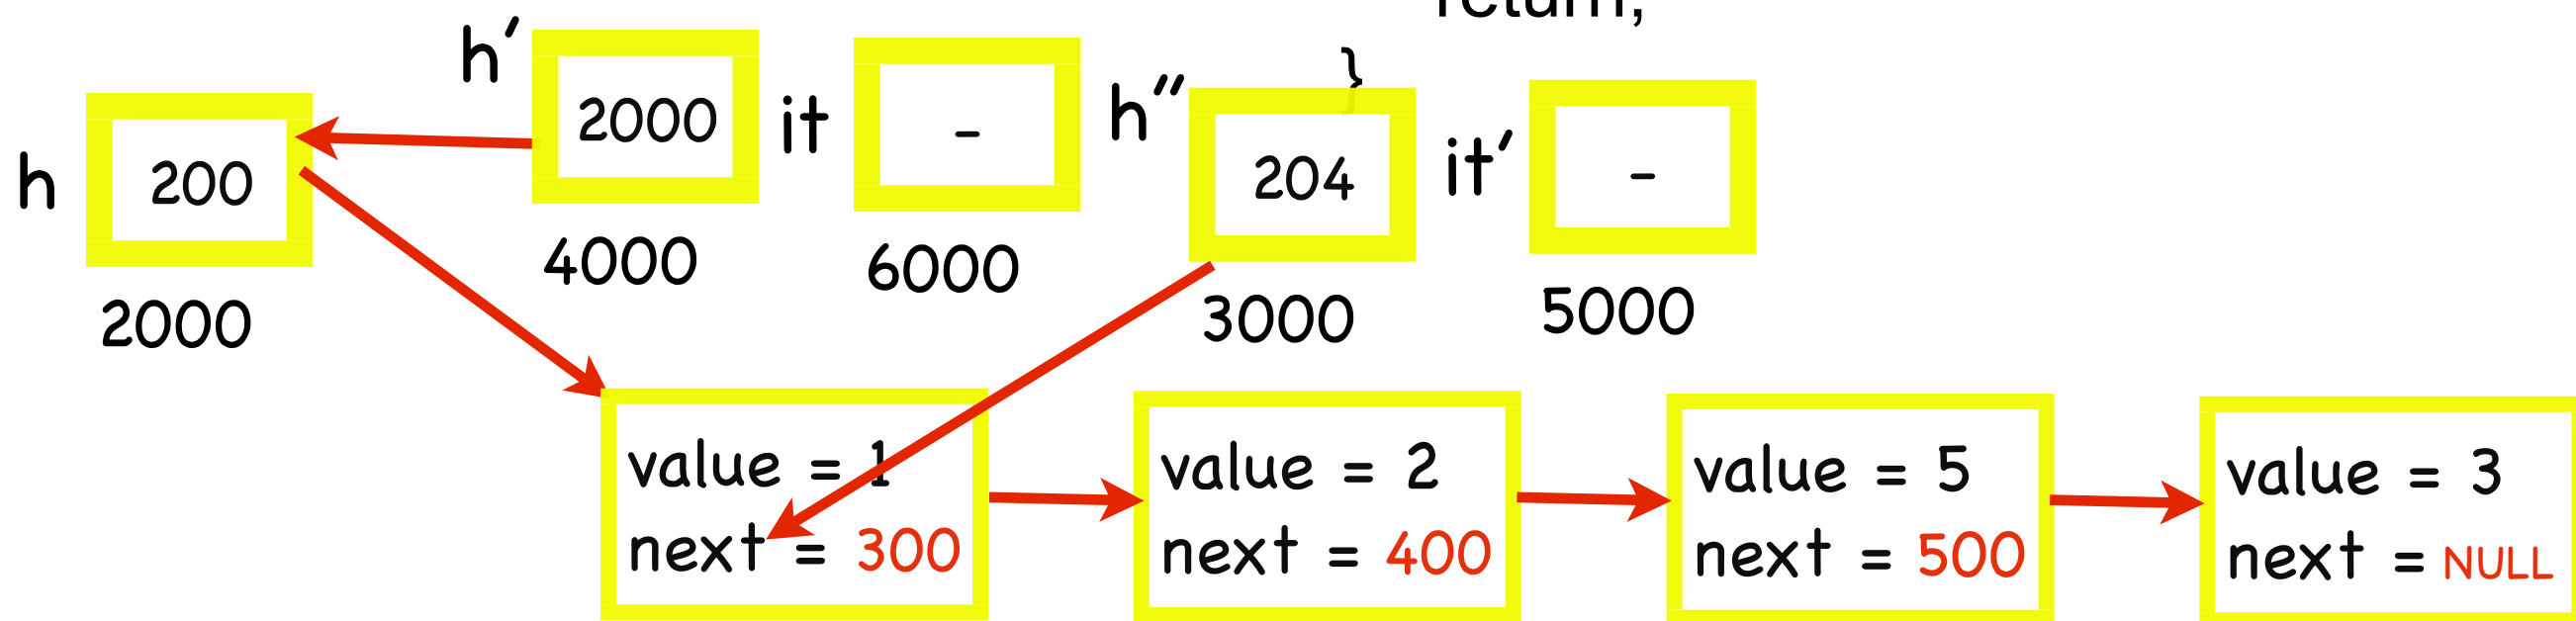 return;
}
h 200 2000
h′ 2000 4000
it - 6000
h″ 204 3000
it′ - 5000
value = 1
next = 300
value = 2
next = 400
value = 5
next = 500
value = 3
next = NULL